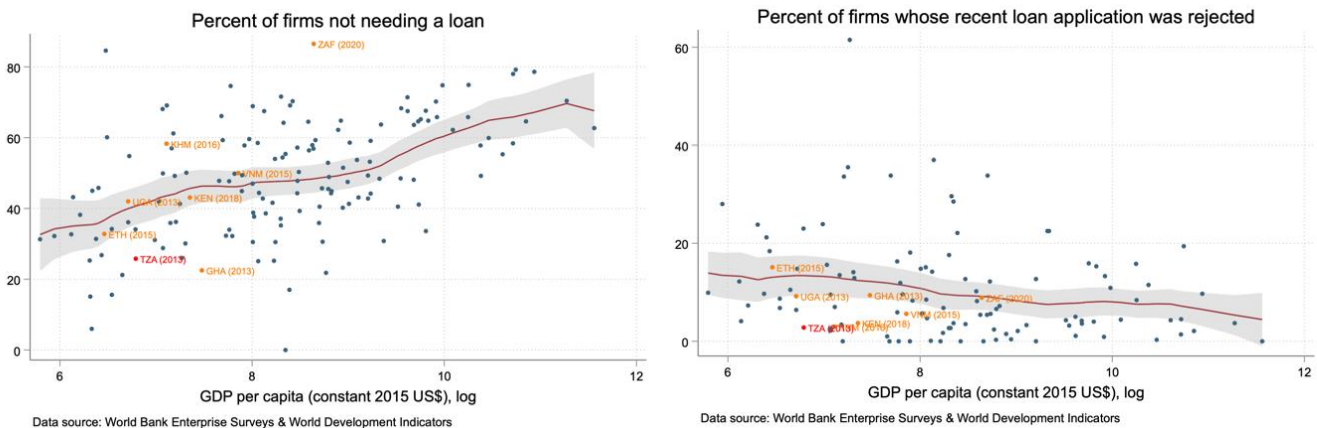 Percent of firms not needing a loan
80
60
40
20
0
ZAF (2020)
KHM (2016)
VNM (2015)
UGA (2013)
KEN (2018)
ETH (2015)
TZA (2013)
GHA (2013)
6
8
10
12
GDP per capita (constant 2015 US$), log
Data source: World Bank Enterprise Surveys & World Development Indicators
Percent of firms whose recent loan application was rejected
60
40
20
0
ETH (2015)
UGA (2013)
GHA (2013)
ZAF (2020)
VNM (2015)
KEN (2018)
TZA (2013)
6
8
10
12
GDP per capita (constant 2015 US$), log
Data source: World Bank Enterprise Surveys & World Development Indicators